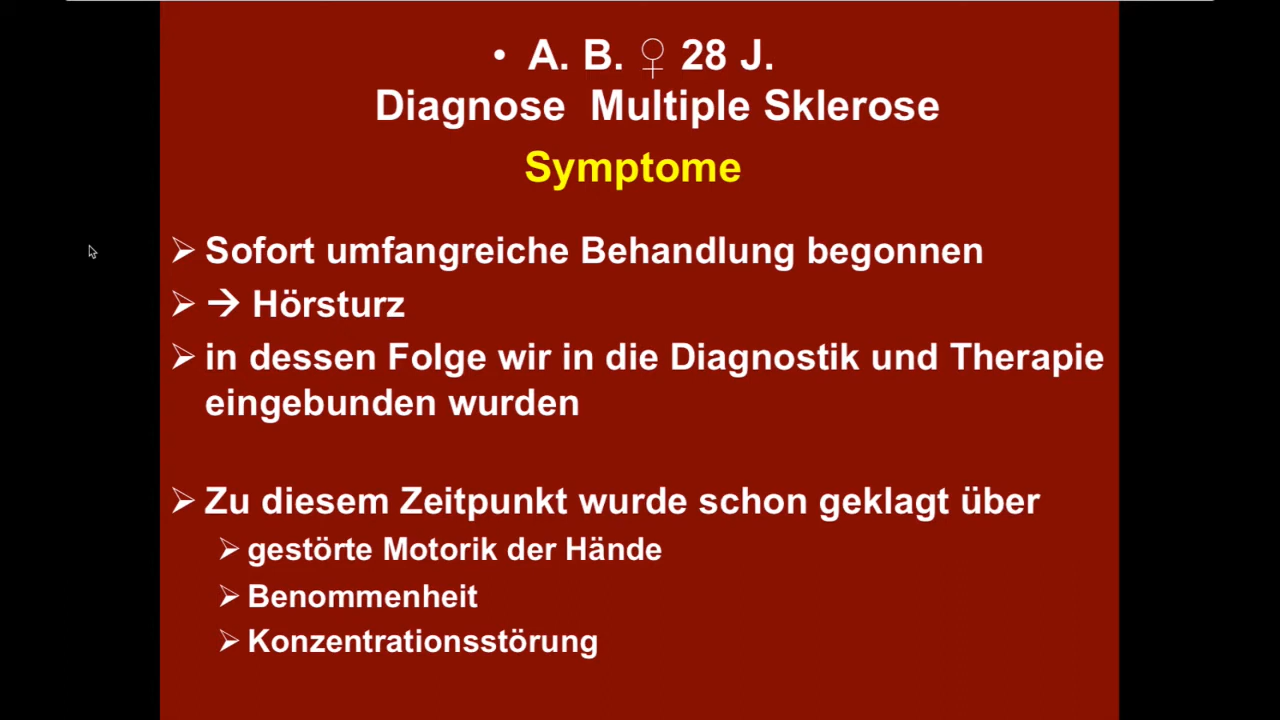 • A. B. ♀ 28 J.
Diagnose Multiple Sklerose
Symptome
➢ Sofort umfangreiche Behandlung begonnen
➢ → Hörsturz
➢ in dessen Folge wir in die Diagnostik und Therapie
eingebunden wurden
➢ Zu diesem Zeitpunkt wurde schon geklagt über
➢ gestörte Motorik der Hände
➢ Benommenheit
➢ Konzentrationsstörung